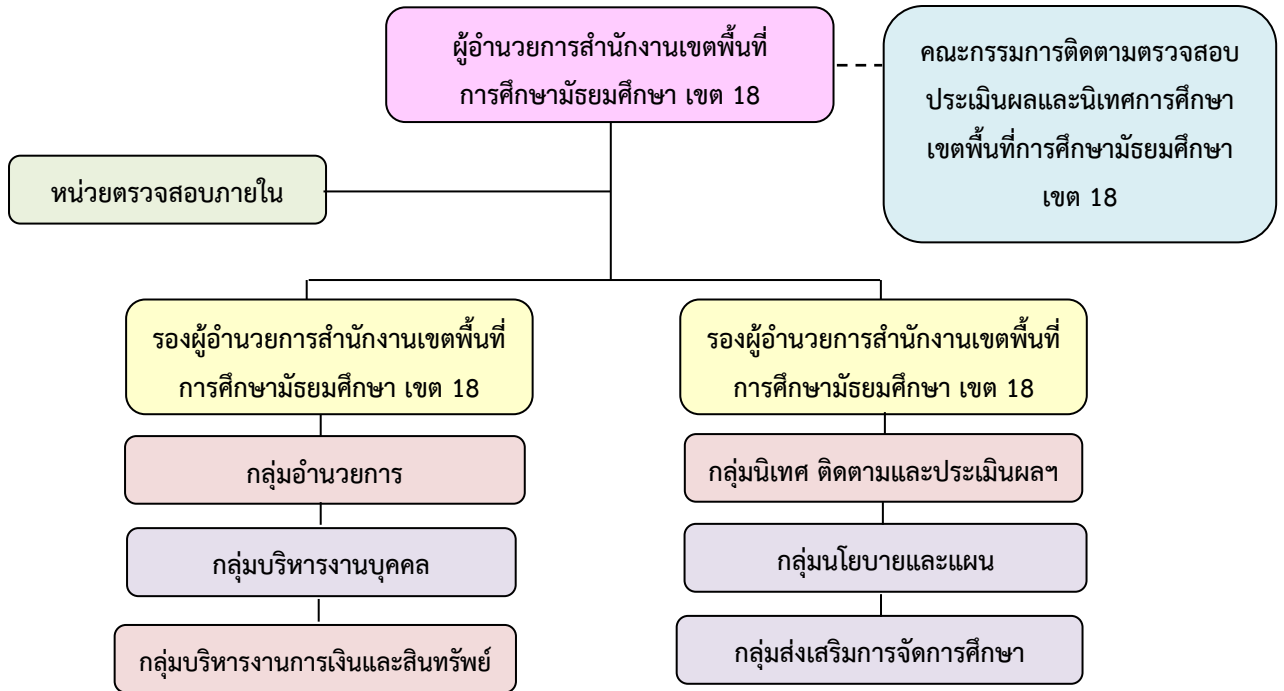 ผู้อำนวยการสำนักงานเขตพื้นที่
การศึกษามัธยมศึกษา เขต 18
คณะกรรมการติดตามตรวจสอบ
ประเมินผลและนิเทศการศึกษา
เขตพื้นที่การศึกษามัธยมศึกษา
เขต 18
หน่วยตรวจสอบภายใน
รองผู้อำนวยการสำนักงานเขตพื้นที่
การศึกษามัธยมศึกษา เขต 18
กลุ่มอำนวยการ
กลุ่มบริหารงานบุคคล
กลุ่มบริหารงานการเงินและสินทรัพย์
รองผู้อำนวยการสำนักงานเขตพื้นที่
การศึกษามัธยมศึกษา เขต 18
กลุ่มนิเทศ ติดตามและประเมินผลฯ
กลุ่มนโยบายและแผน
กลุ่มส่งเสริมการจัดการศึกษา